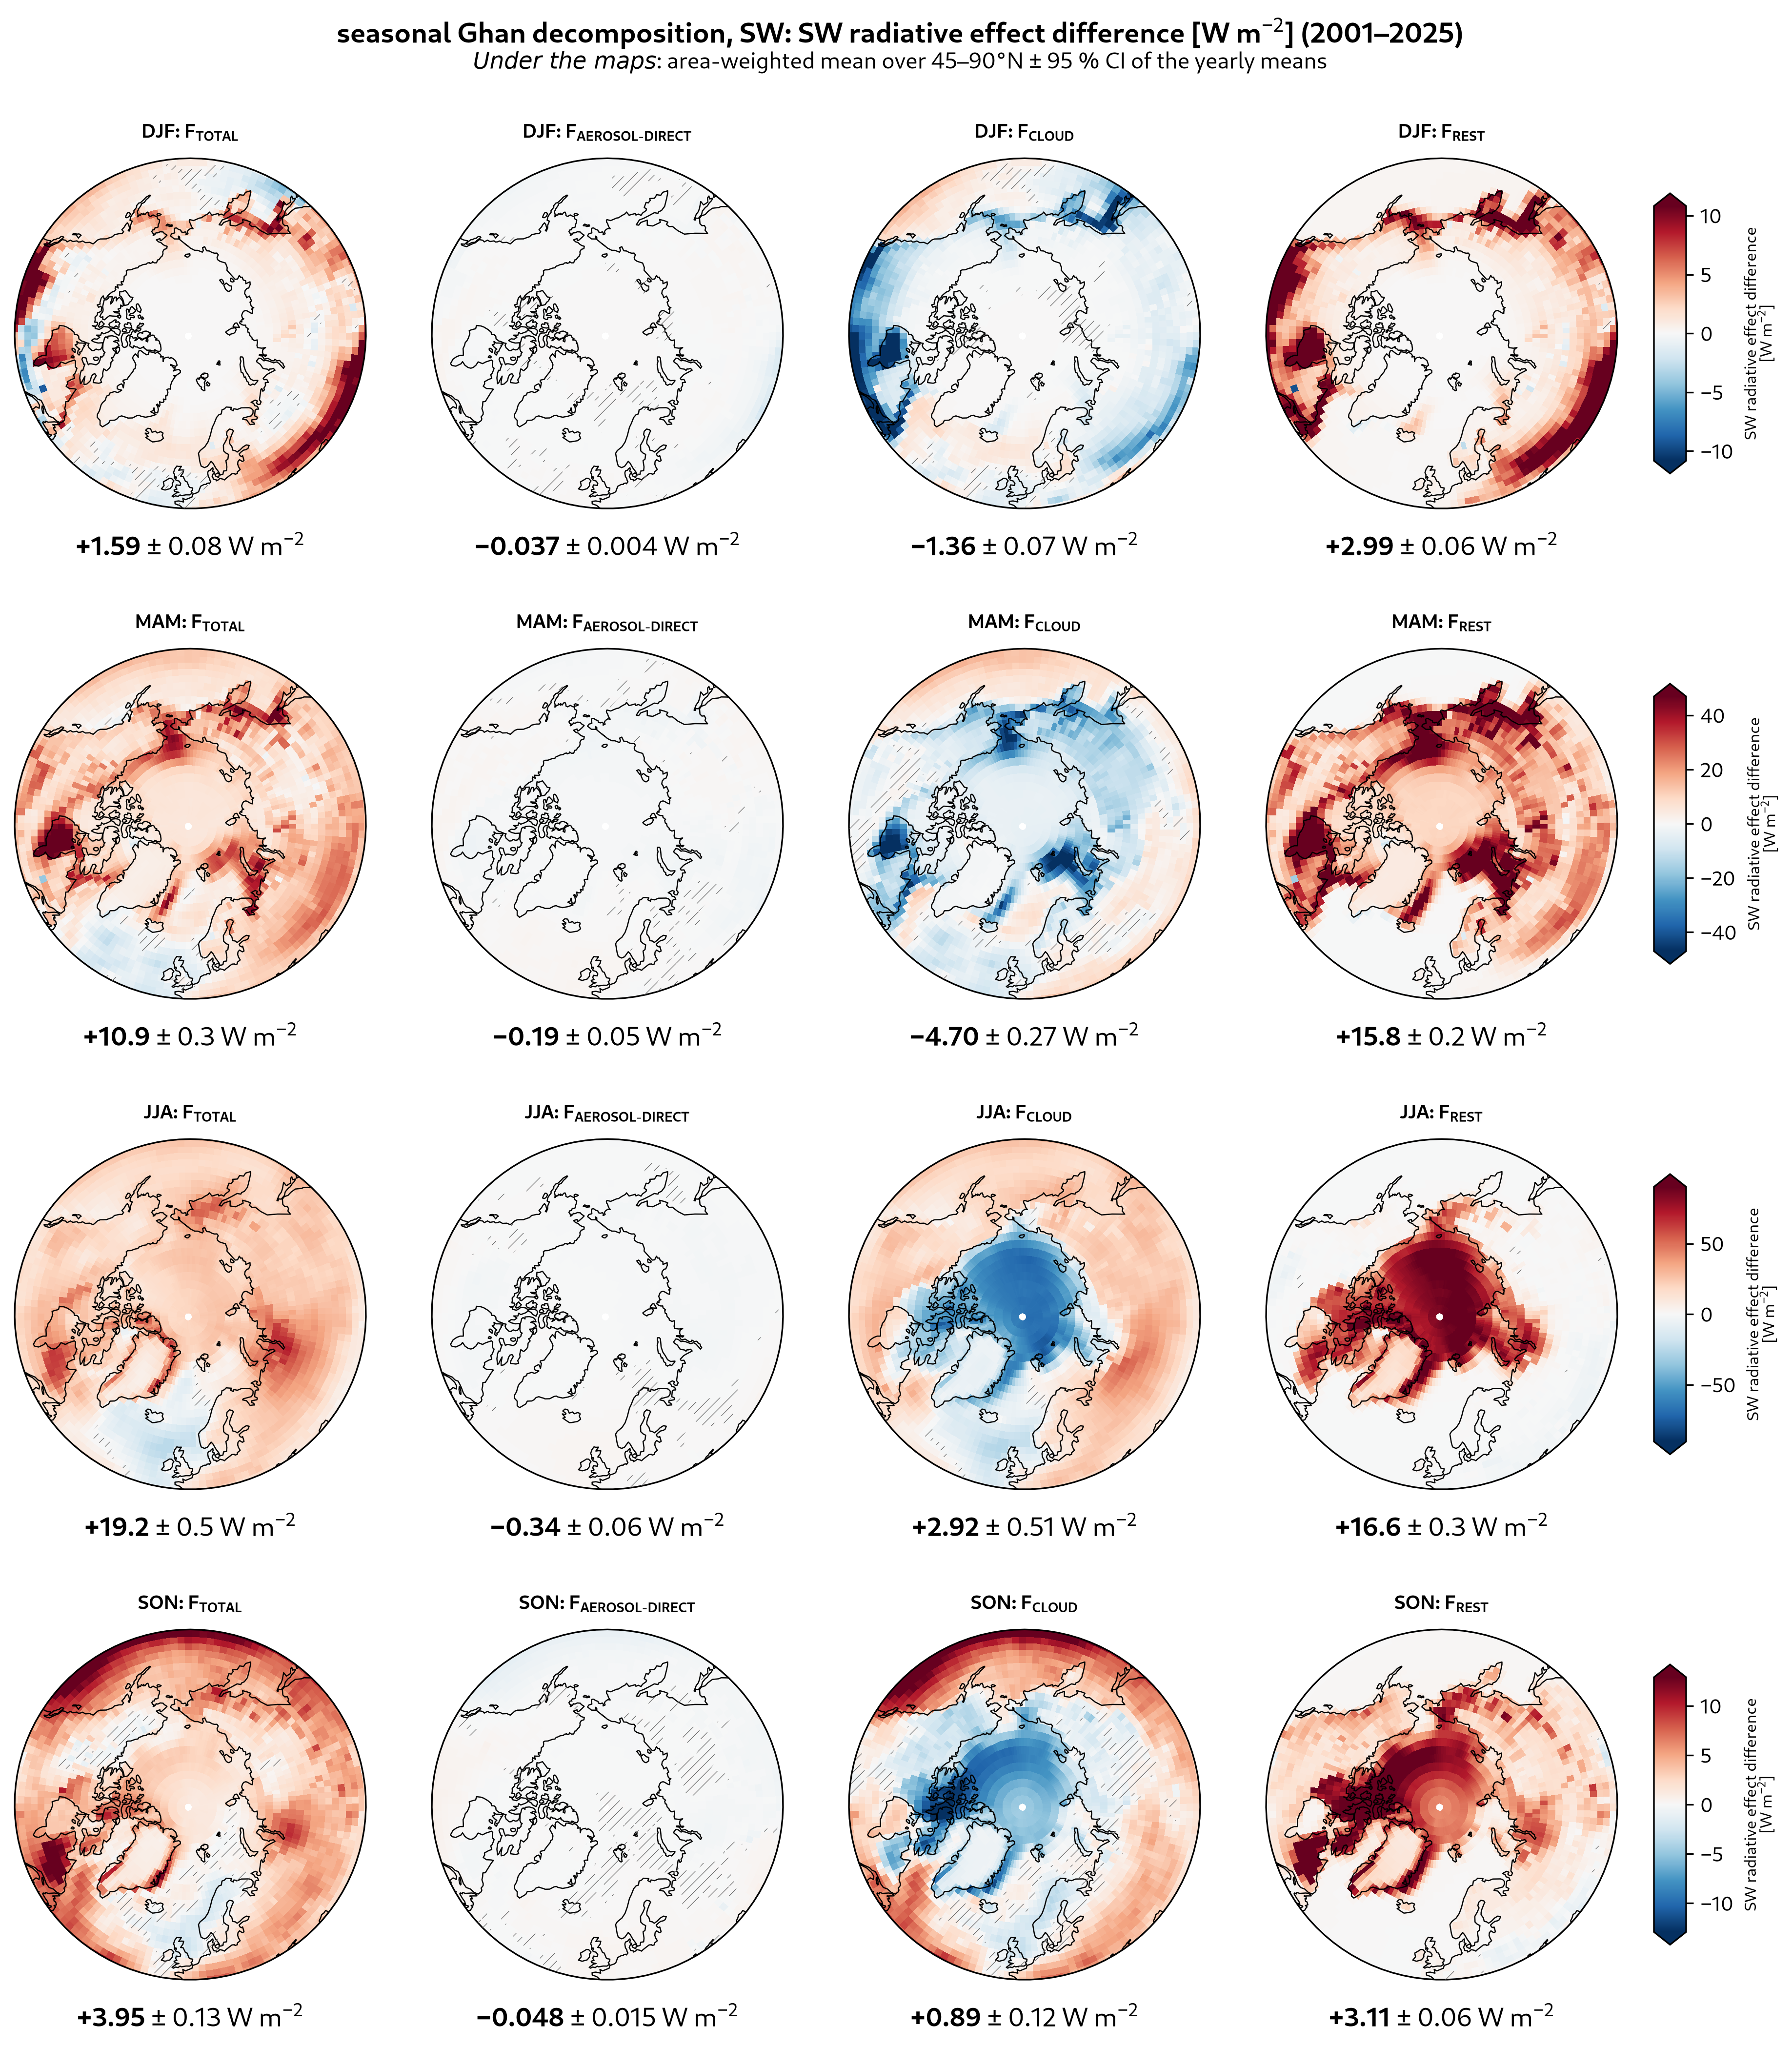 seasonal Ghan decomposition, SW: SW radiative effect difference [W m⁻²] (2001–2025)
Under the maps: area-weighted mean over 45–90°N ± 95 % CI of the yearly means
DJF: F_TOTAL
DJF: F_AEROSOL-DIRECT
DJF: F_CLOUD
DJF: F_REST
10
5
0
−5
−10
SW radiative effect difference
[W m⁻²]
+1.59 ± 0.08 W m⁻²
−0.037 ± 0.004 W m⁻²
−1.36 ± 0.07 W m⁻²
+2.99 ± 0.06 W m⁻²
MAM: F_TOTAL
MAM: F_AEROSOL-DIRECT
MAM: F_CLOUD
MAM: F_REST
40
20
0
−20
−40
SW radiative effect difference
[W m⁻²]
+10.9 ± 0.3 W m⁻²
−0.19 ± 0.05 W m⁻²
−4.70 ± 0.27 W m⁻²
+15.8 ± 0.2 W m⁻²
JJA: F_TOTAL
JJA: F_AEROSOL-DIRECT
JJA: F_CLOUD
JJA: F_REST
50
0
−50
SW radiative effect difference
[W m⁻²]
+19.2 ± 0.5 W m⁻²
−0.34 ± 0.06 W m⁻²
+2.92 ± 0.51 W m⁻²
+16.6 ± 0.3 W m⁻²
SON: F_TOTAL
SON: F_AEROSOL-DIRECT
SON: F_CLOUD
SON: F_REST
10
5
0
−5
−10
SW radiative effect difference
[W m⁻²]
+3.95 ± 0.13 W m⁻²
−0.048 ± 0.015 W m⁻²
+0.89 ± 0.12 W m⁻²
+3.11 ± 0.06 W m⁻²